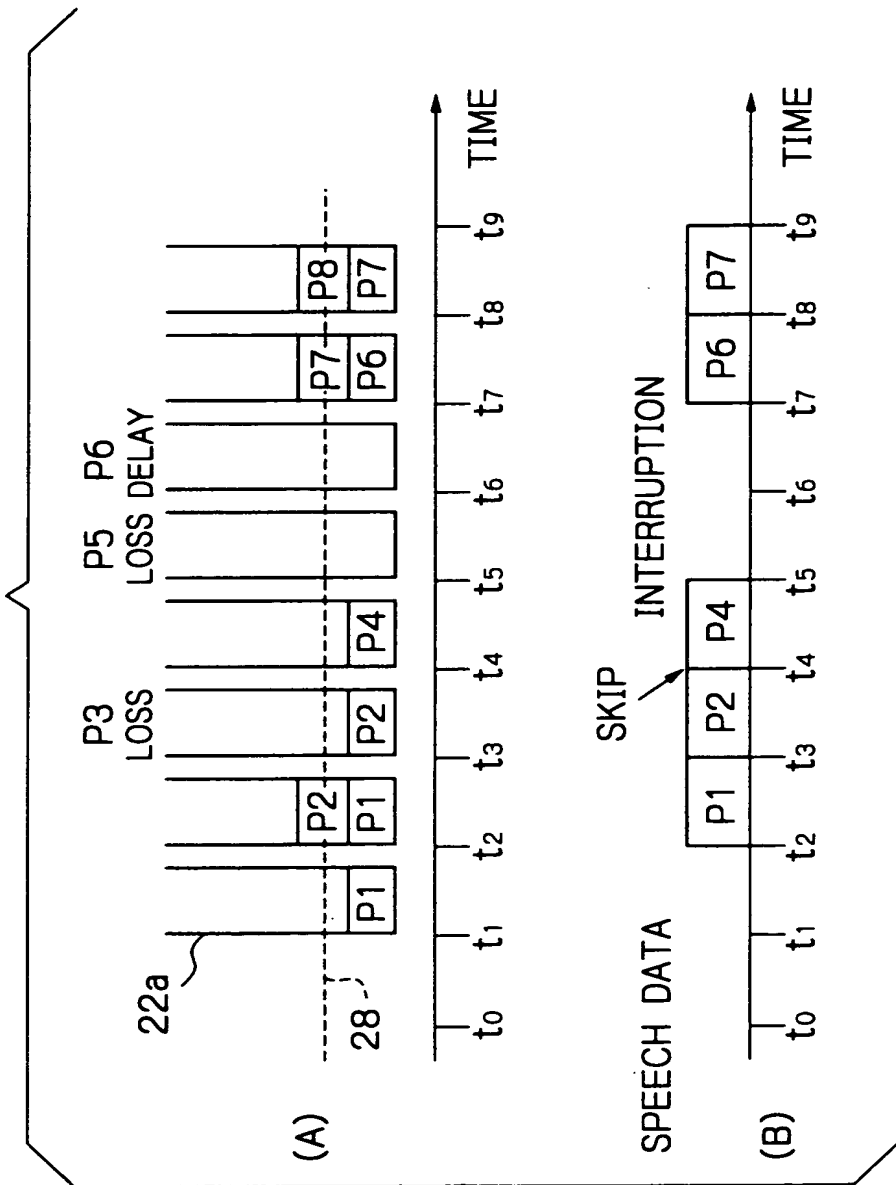 P3 LOSS
P5 LOSS
P6 DELAY
22a
28
P1
P2
P1
P2
P4
P7
P6
P8
P7
(A)
t0 t1 t2 t3 t4 t5 t6 t7 t8 t9 TIME
SPEECH DATA
SKIP
INTERRUPTION
P1 P2 P4 P6 P7
(B)
t0 t1 t2 t3 t4 t5 t6 t7 t8 t9 TIME